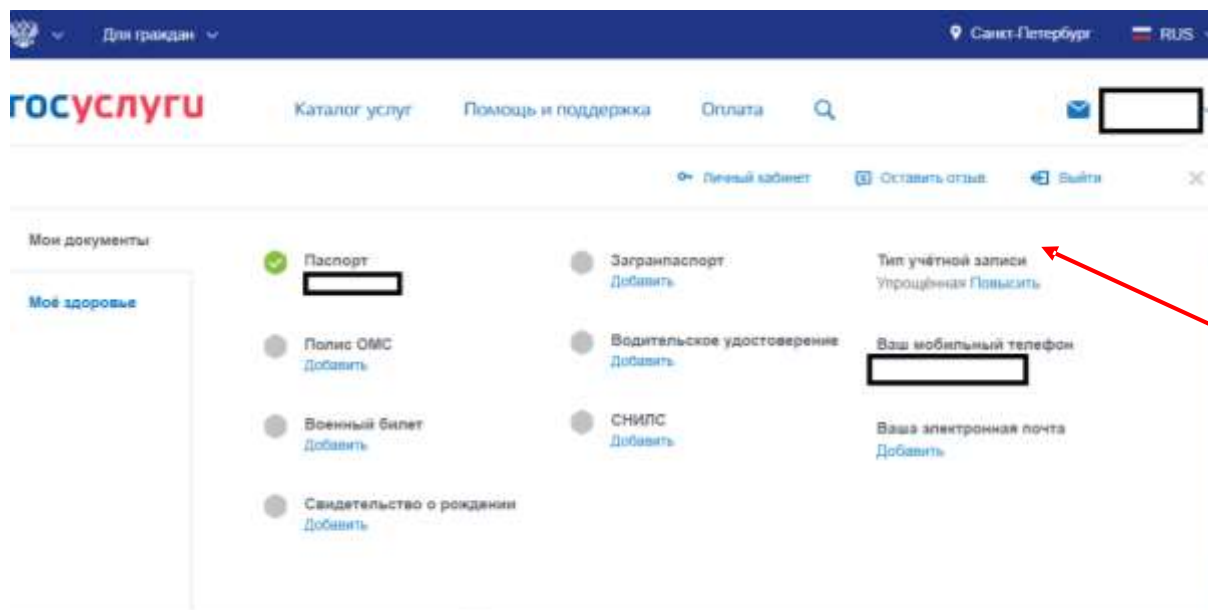 Для граждан
Санкт-Петербург
RUS
госуслуги
Каталог услуг
Помощь и поддержка
Оплата
Личный кабинет
Оставить отзыв
Выйти
Мои документы
Моё здоровье
Паспорт
Загранпаспорт
Добавить
Тип учётной записи
Упрощённая Повысить
Полис ОМС
Добавить
Водительское удостоверение
Добавить
Ваш мобильный телефон
Военный билет
Добавить
СНИЛС
Добавить
Ваша электронная почта
Добавить
Свидетельство о рождении
Добавить